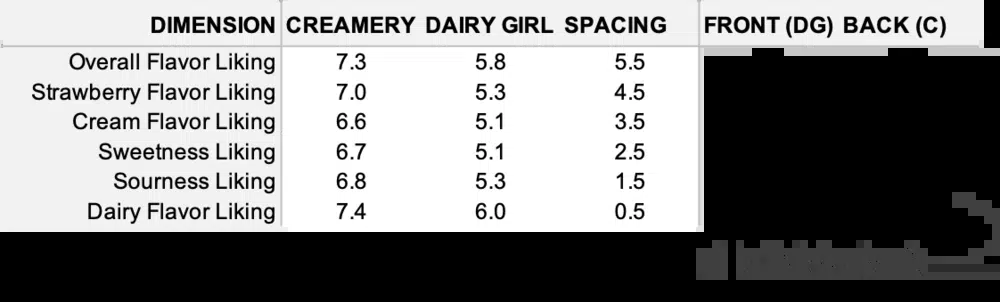 DIMENSION CREAMERY DAIRY GIRL SPACING FRONT (DG) BACK (C)
Overall Flavor Liking 7.3 5.8 5.5
Strawberry Flavor Liking 7.0 5.3 4.5
Cream Flavor Liking 6.6 5.1 3.5
Sweetness Liking 6.7 5.1 2.5
Sourness Liking 6.8 5.3 1.5
Dairy Flavor Liking 7.4 6.0 0.5